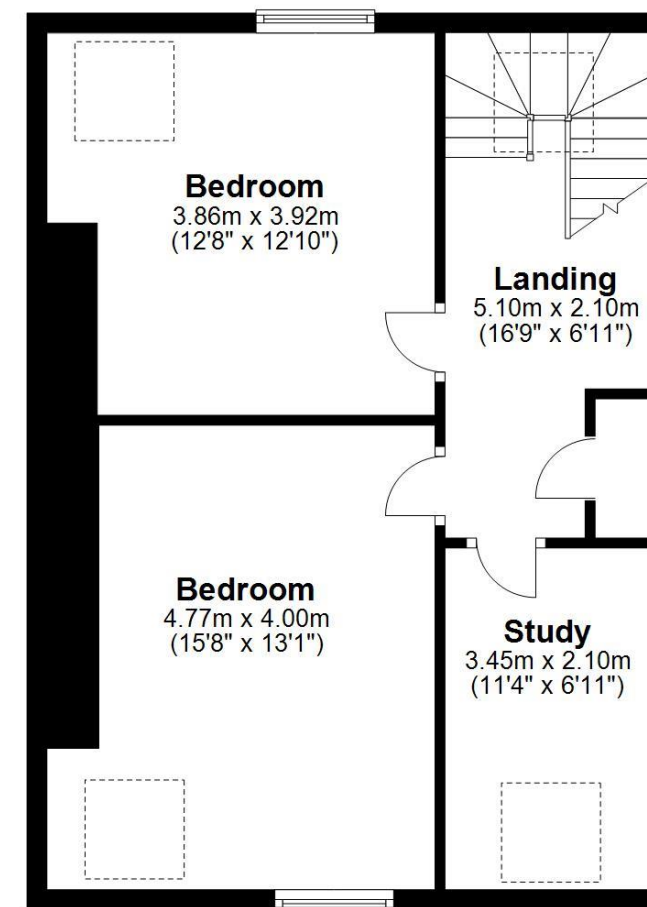 Bedroom
3.86m x 3.92m
(12'8" x 12'10")
Landing
5.10m x 2.10m
(16'9" x 6'11")
Bedroom
4.77m x 4.00m
(15'8" x 13'1")
Study
3.45m x 2.10m
(11'4" x 6'11")